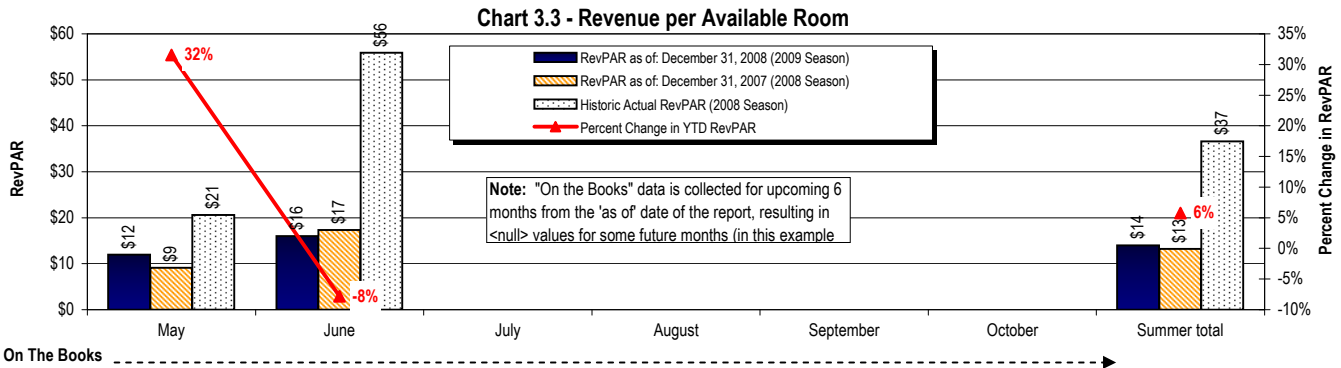 Chart 3.3 - Revenue per Available Room
$60
$50
$40
$30
$20
$10
$0
RevPAR
35%
30%
25%
20%
15%
10%
5%
0%
-5%
-10%
Percent Change in RevPAR
RevPAR as of: December 31, 2008 (2009 Season)
RevPAR as of: December 31, 2007 (2008 Season)
Historic Actual RevPAR (2008 Season)
Percent Change in YTD RevPAR
Note: "On the Books" data is collected for upcoming 6
months from the 'as of' date of the report, resulting in
<null> values for some future months (in this example
32%
-8%
6%
$12
$9
$21
$16
$17
$56
$14
$13
$37
May June July August September October Summer total
On The Books